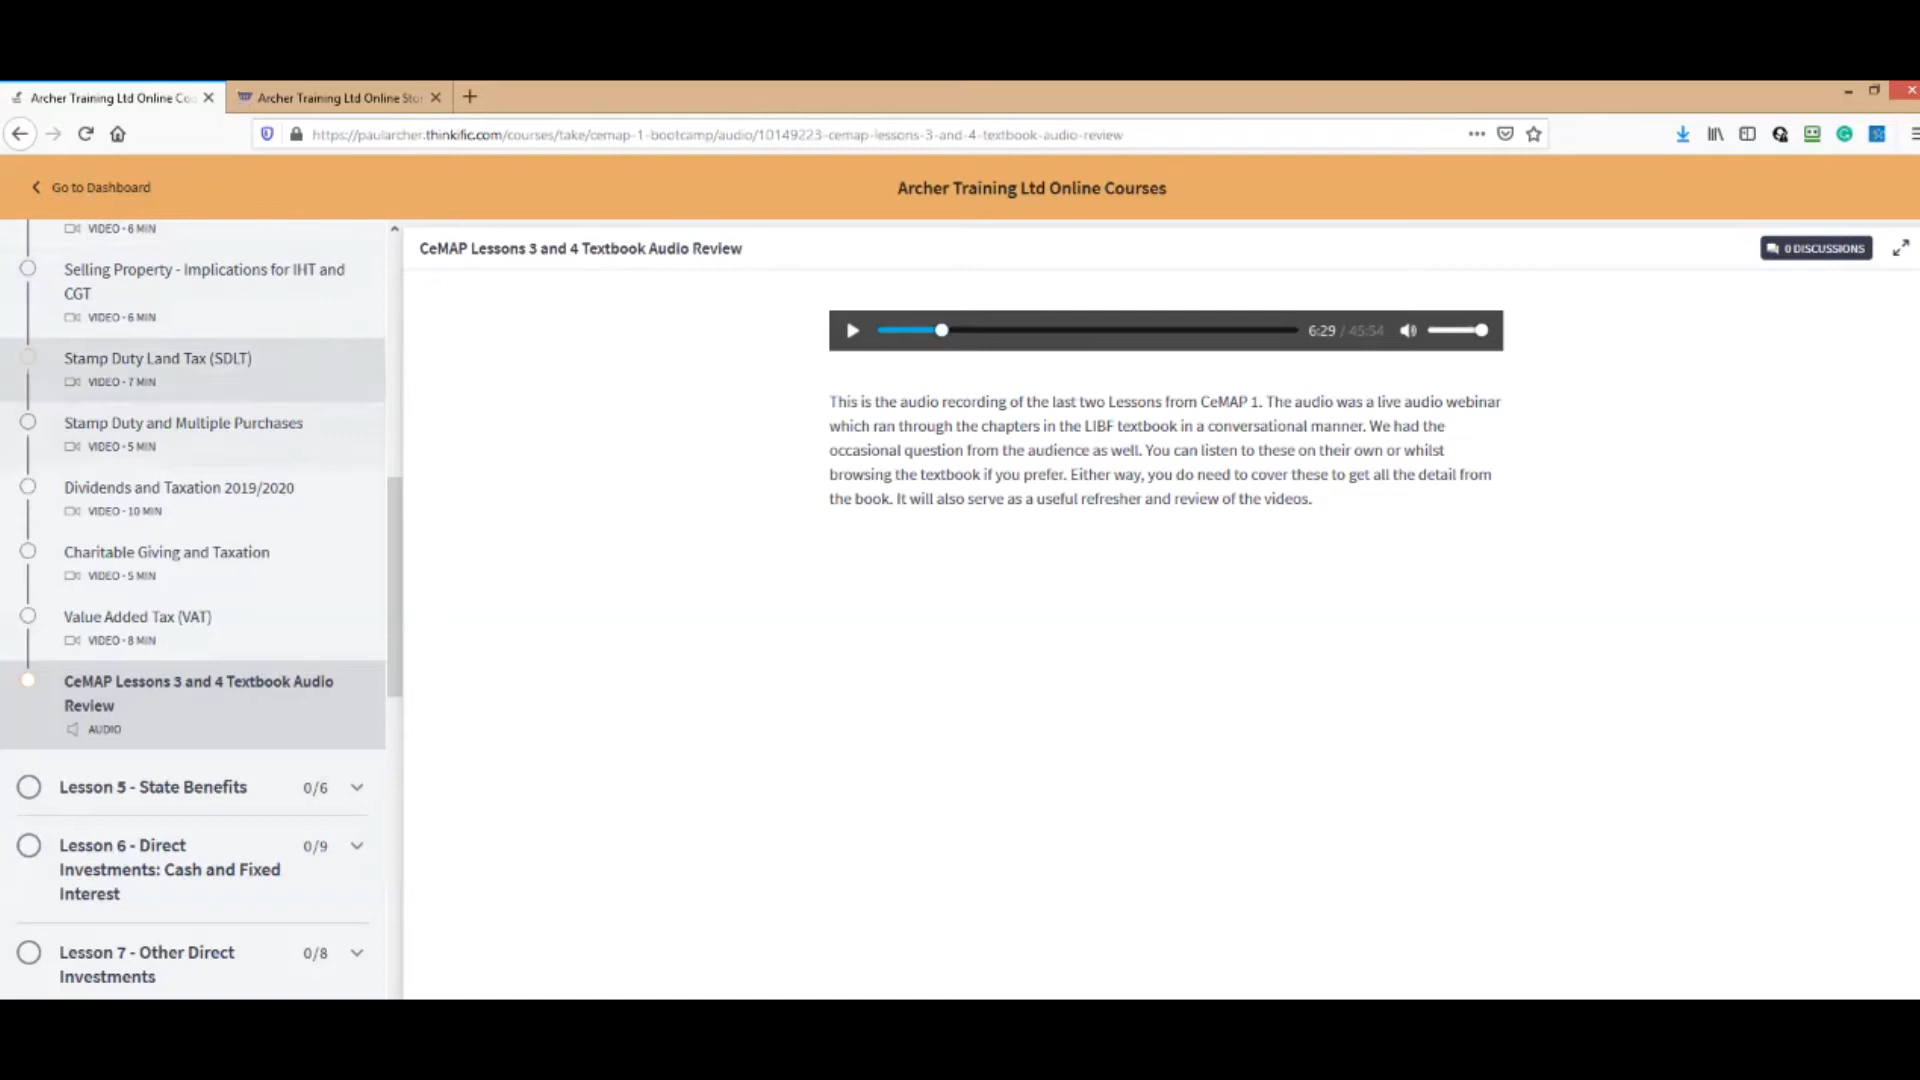 Archer Training Ltd Online Co
Archer Training Ltd Online Sto
https://paularcher.thinkific.com/courses/take/cemap-1-bootcamp/audio/10149223-cemap-lessons-3-and-4-textbook-audio-review
Go to Dashboard
Archer Training Ltd Online Courses
VIDEO · 6 MIN
Selling Property - Implications for IHT and
CGT
VIDEO · 6 MIN
Stamp Duty Land Tax (SDLT)
VIDEO · 7 MIN
Stamp Duty and Multiple Purchases
VIDEO · 5 MIN
Dividends and Taxation 2019/2020
VIDEO · 10 MIN
Charitable Giving and Taxation
VIDEO · 5 MIN
Value Added Tax (VAT)
VIDEO · 8 MIN
CeMAP Lessons 3 and 4 Textbook Audio
Review
AUDIO
Lesson 5 - State Benefits 0/6
Lesson 6 - Direct 0/9
Investments: Cash and Fixed
Interest
Lesson 7 - Other Direct 0/8
Investments
CeMAP Lessons 3 and 4 Textbook Audio Review
0 DISCUSSIONS
6:29 / 45:54
This is the audio recording of the last two Lessons from CeMAP 1. The audio was a live audio webinar
which ran through the chapters in the LIBF textbook in a conversational manner. We had the
occasional question from the audience as well. You can listen to these on their own or whilst
browsing the textbook if you prefer. Either way, you do need to cover these to get all the detail from
the book. It will also serve as a useful refresher and review of the videos.